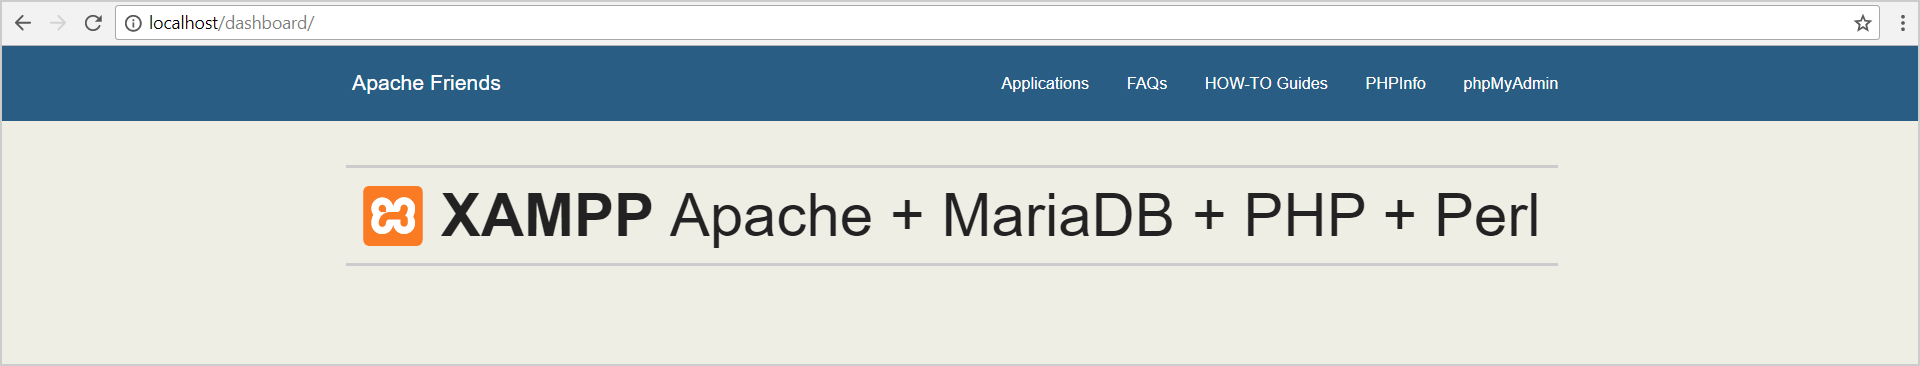 localhost/dashboard/
Apache Friends Applications FAQs HOW-TO Guides PHPInfo phpMyAdmin
XAMPP Apache + MariaDB + PHP + Perl